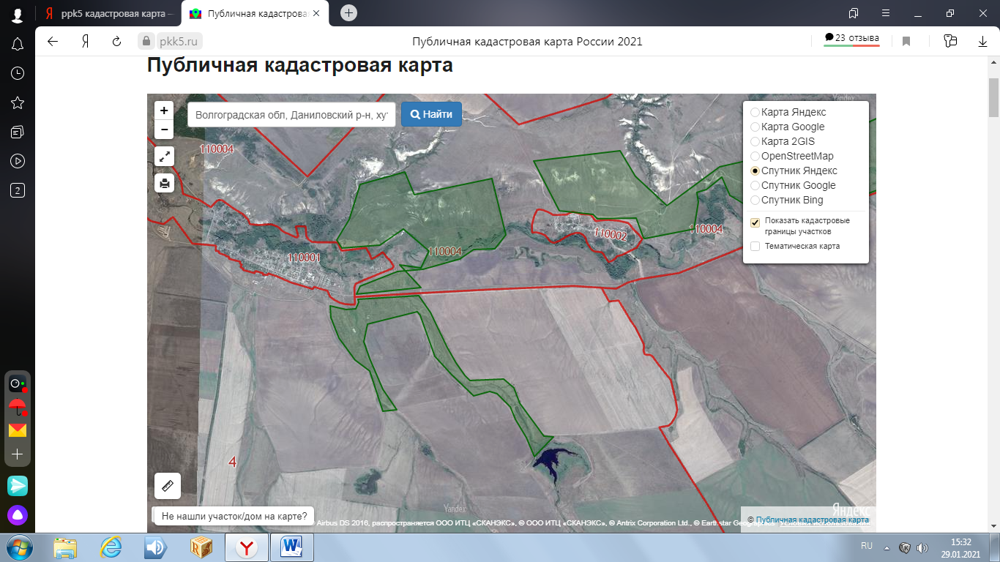 ppk5 кадастровая карта —
Публичная кадастрова
pkk5.ru
Публичная кадастровая карта России 2021
23 отзыва
Публичная кадастровая карта
+
−
Волгоградская обл, Даниловский р-н, ху
Найти
Yandex
Карта Яндекс
Карта Google
Карта 2GIS
OpenStreetMap
Спутник Яндекс
Спутник Google
Спутник Bing
Показать кадастровые
границы участков
Тематическая карта
110004
110002
110004
110004
110001
4
2
Yandex
Яндекс
Не нашли участок/дом на карте?
Airbus DS 2016, распространяется ООО ИТЦ «СКАНЭКС», © ООО ИТЦ «СКАНЭКС», © Antrix Corporation Ltd., © Earthstar
© Публичная кадастровая карта
RU
15:32
29.01.2021